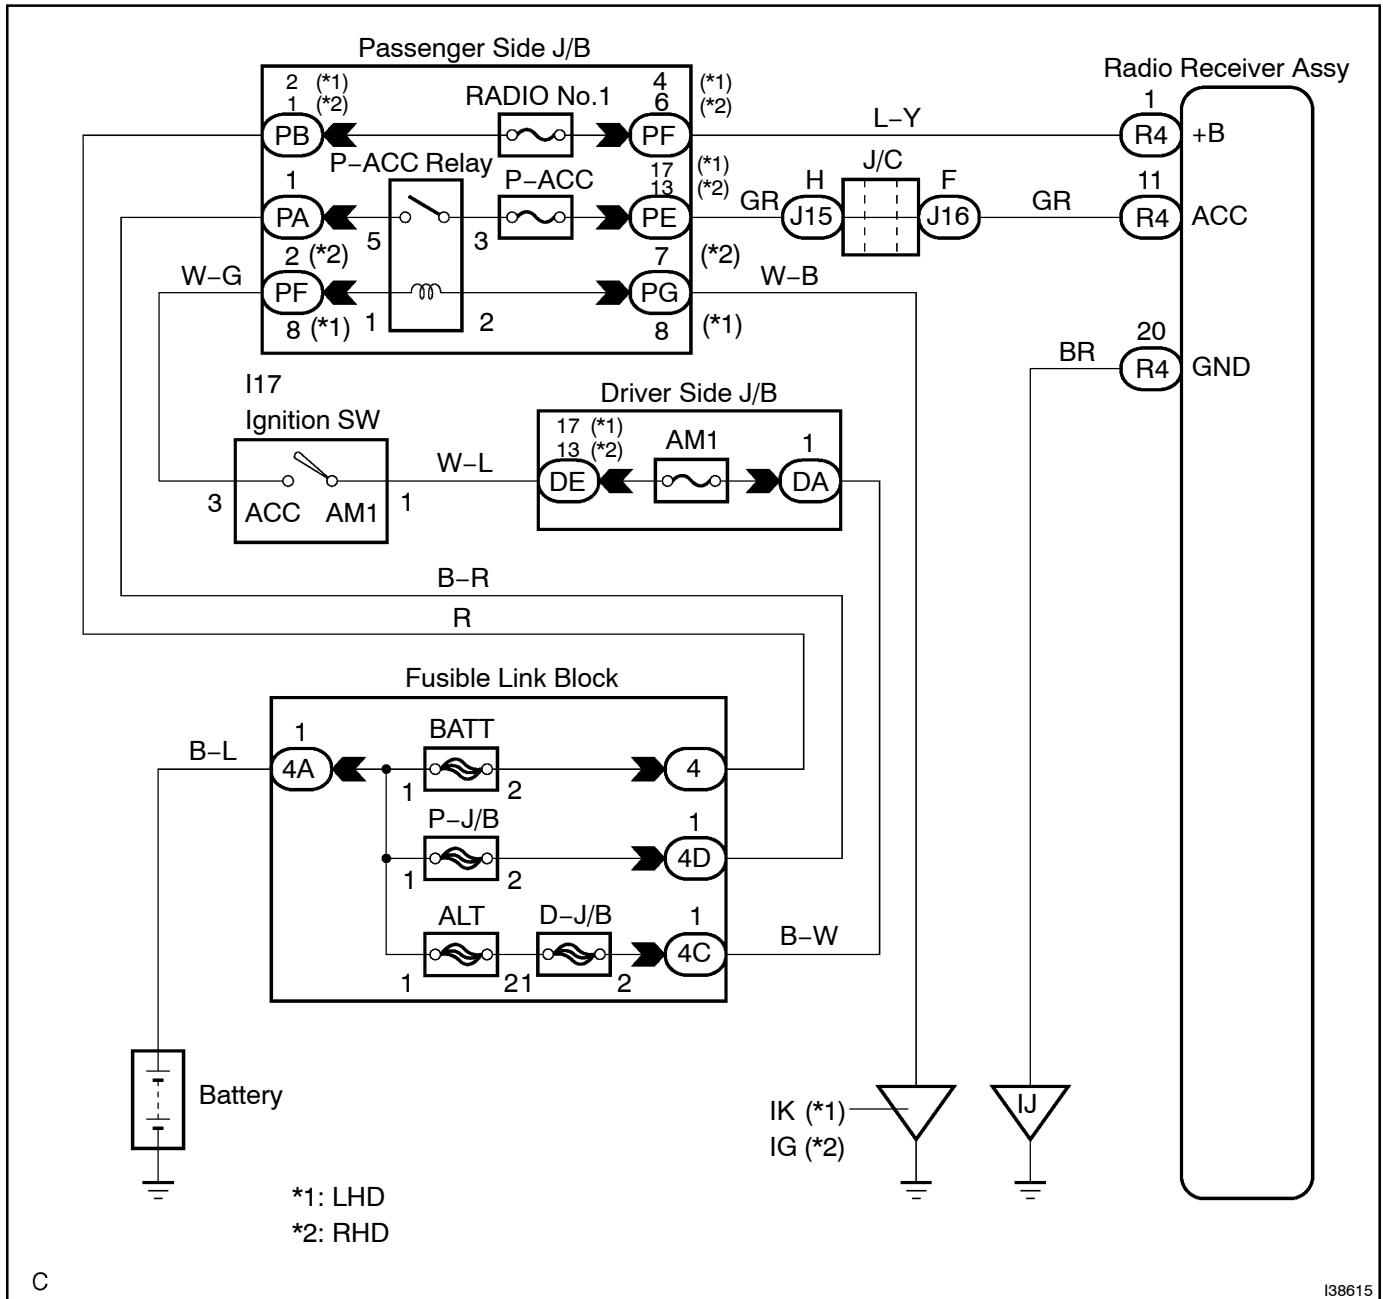 Passenger Side J/B
Radio Receiver Assy
2 (*1)
1 (*2)
RADIO No.1
4 (*1)
6 (*2)
1
PB
PF
L-Y
R4
+B
P-ACC Relay
1
P-ACC
17 (*1)
13 (*2)
J/C
H
F
11
PA
5
3
PE
GR
J15
J16
GR
R4
ACC
2 (*2)
7 (*2)
W-G
PF
PG
W-B
8 (*1)
1
2
8 (*1)
20
BR
R4
GND
I17
Ignition SW
Driver Side J/B
17 (*1)
13 (*2)
AM1
1
W-L
DE
DA
3
ACC
AM1
1
B-R
R
Fusible Link Block
1
BATT
B-L
4A
4
1
2
P-J/B
1
4D
1
2
ALT
D-J/B
1
4C
B-W
1
21
2
Battery
IK (*1)
IG (*2)
IJ
*1: LHD
*2: RHD
C
I38615